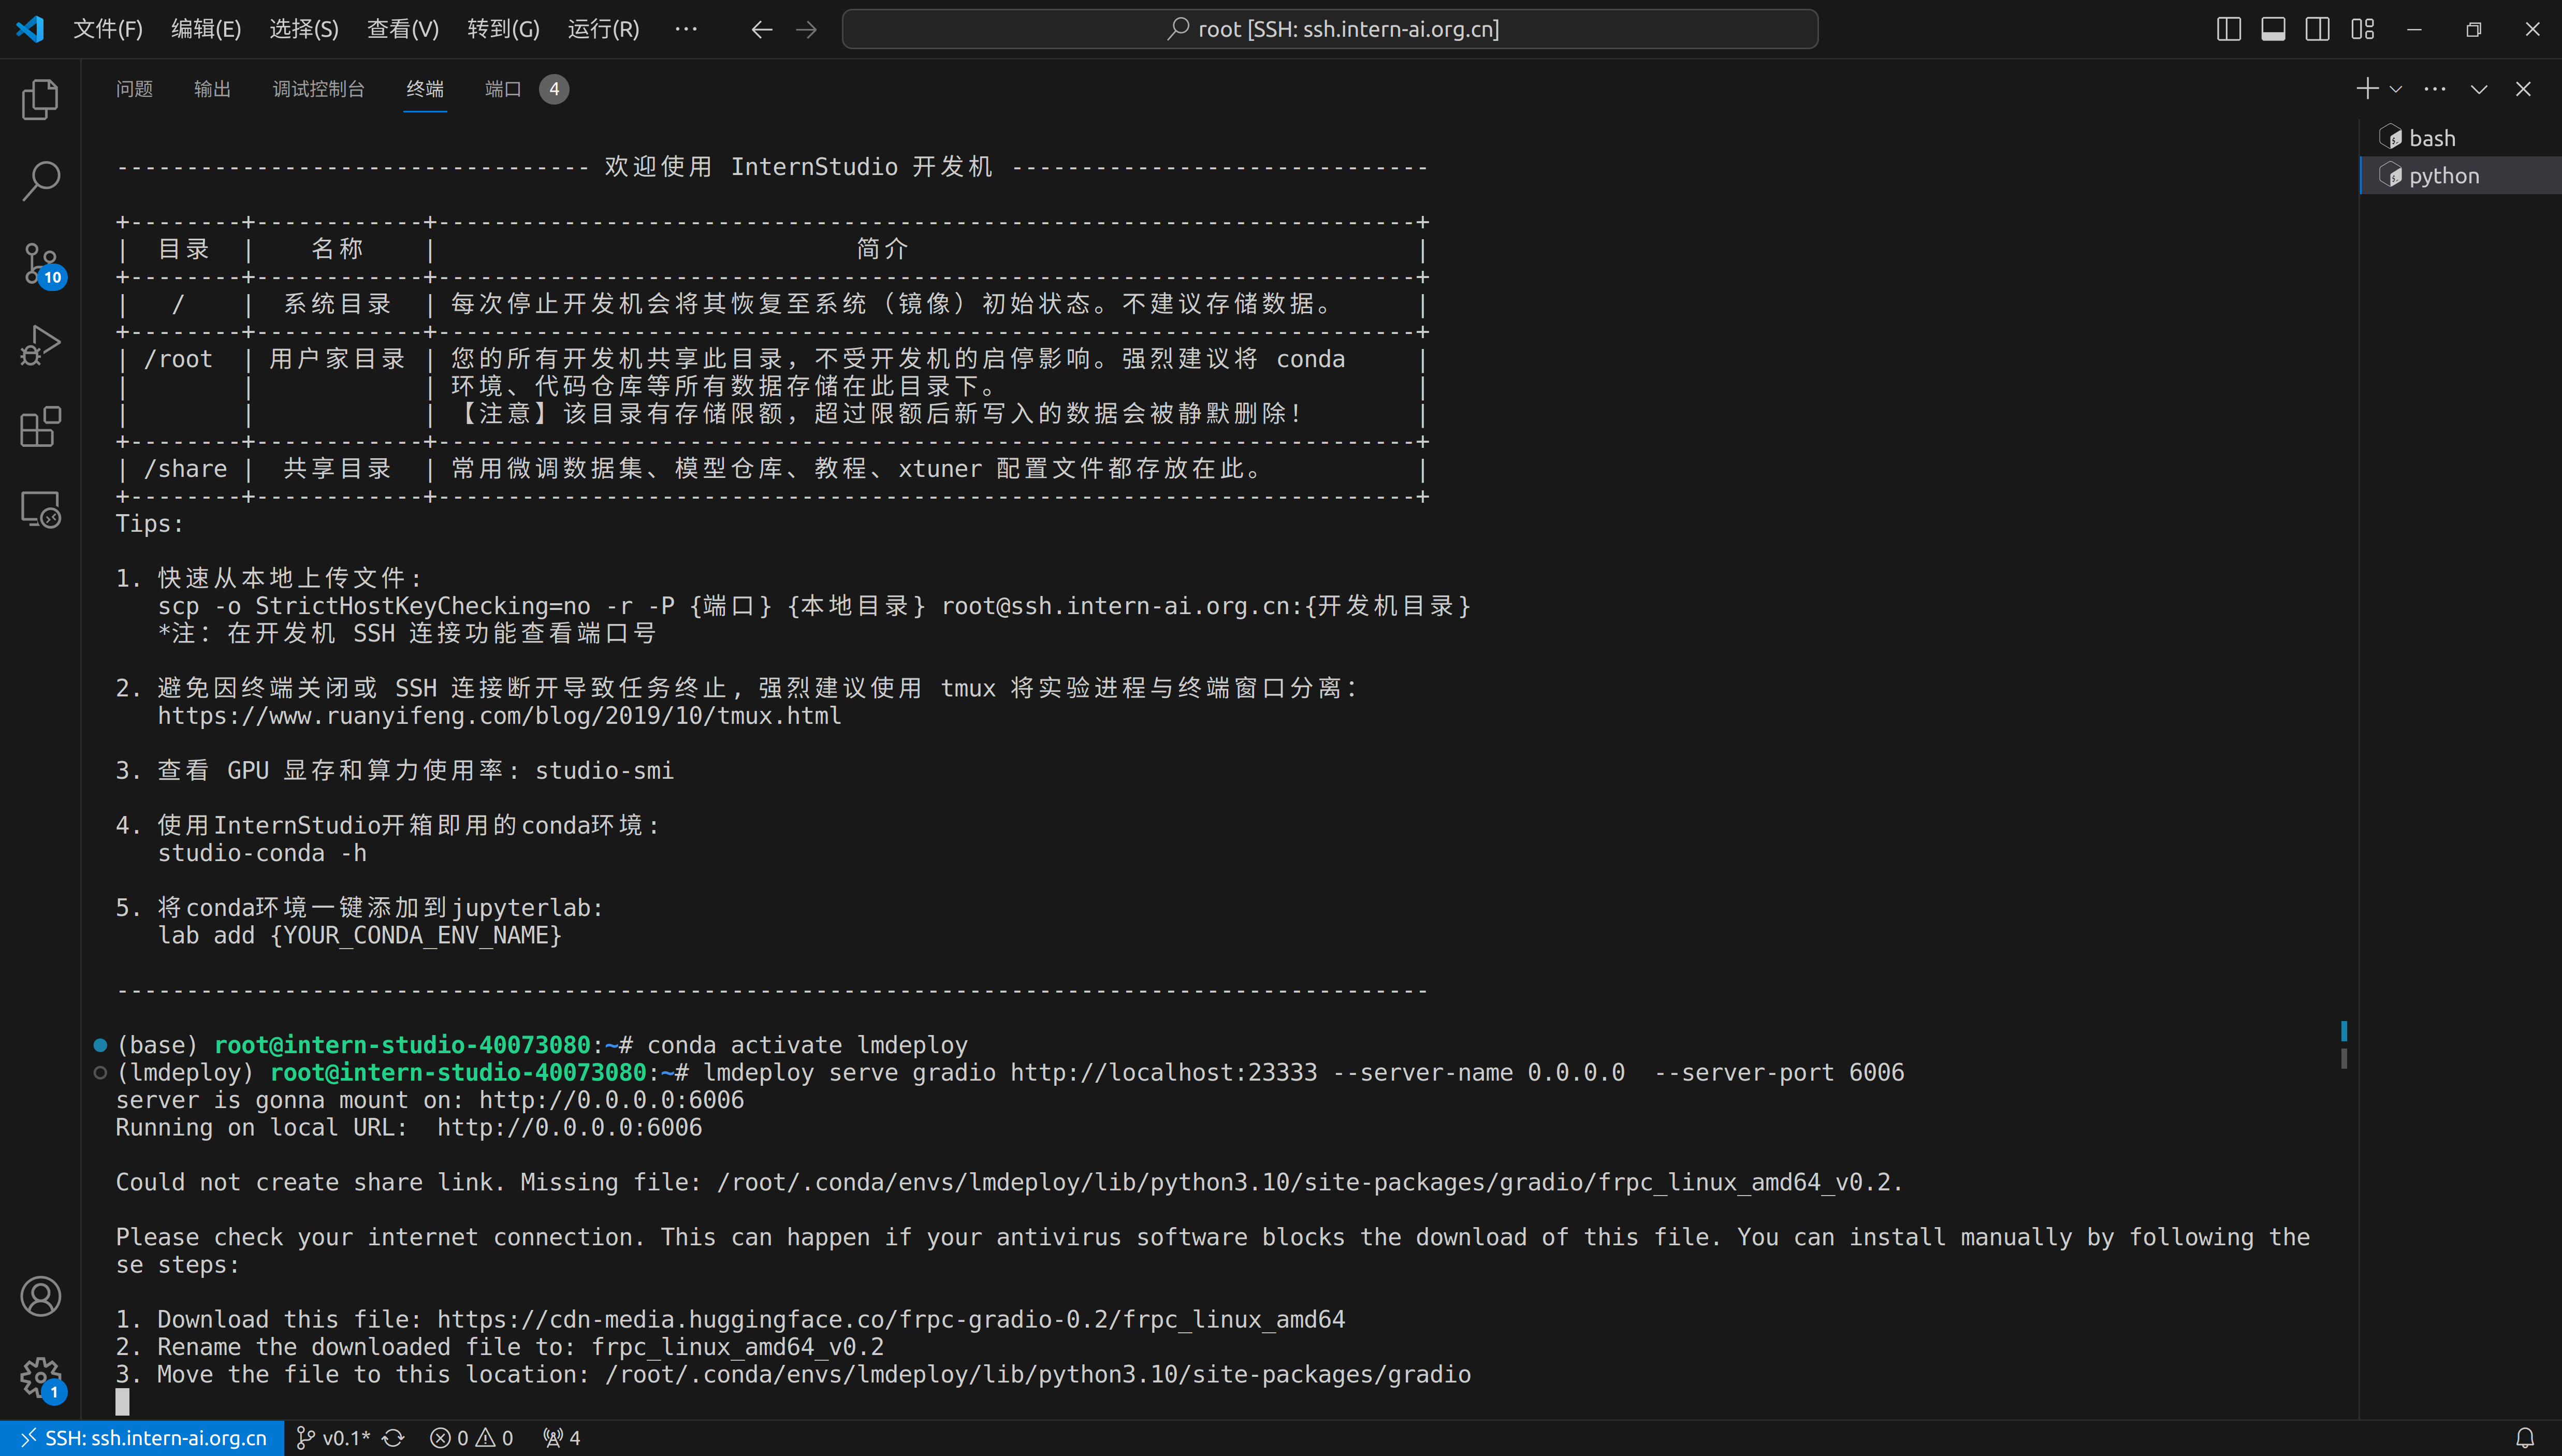 文件(F) 编辑(E) 选择(S) 查看(V) 转到(G) 运行(R) ··· root [SSH: ssh.intern-ai.org.cn]
问题 输出 调试控制台 终端 端口 4
bash
python
10
1
---------------------------------- 欢迎使用 InternStudio 开发机 ------------------------------
+--------+------------+----------------------------------------------------------------------+
| 目录 | 名称 | 简介 |
+--------+------------+----------------------------------------------------------------------+
| / | 系统目录 | 每次停止开发机会将其恢复至系统（镜像）初始状态。不建议存储数据。 |
+--------+------------+----------------------------------------------------------------------+
| /root | 用户家目录 | 您的所有开发机共享此目录，不受开发机的启停影响。强烈建议将 conda |
| | | 环境、代码仓库等所有数据存储在此目录下。 |
| | | 【注意】该目录有存储限额，超过限额后新写入的数据会被静默删除！ |
+--------+------------+----------------------------------------------------------------------+
| /share | 共享目录 | 常用微调数据集、模型仓库、教程、xtuner 配置文件都存放在此。 |
+--------+------------+----------------------------------------------------------------------+
Tips:
1. 快速从本地上传文件：
scp -o StrictHostKeyChecking=no -r -P {端口} {本地目录} root@ssh.intern-ai.org.cn:{开发机目录}
*注：在开发机 SSH 连接功能查看端口号
2. 避免因终端关闭或 SSH 连接断开导致任务终止，强烈建议使用 tmux 将实验进程与终端窗口分离：
https://www.ruanyifeng.com/blog/2019/10/tmux.html
3. 查看 GPU 显存和算力使用率：studio-smi
4. 使用InternStudio开箱即用的conda环境：
studio-conda -h
5. 将conda环境一键添加到jupyterlab:
lab add {YOUR_CONDA_ENV_NAME}
----------------------------------------------------------------------------------------------
(base) root@intern-studio-40073080:~# conda activate lmdeploy
(lmdeploy) root@intern-studio-40073080:~# lmdeploy serve gradio http://localhost:23333 --server-name 0.0.0.0  --server-port 6006
server is gonna mount on: http://0.0.0.0:6006
Running on local URL:  http://0.0.0.0:6006
Could not create share link. Missing file: /root/.conda/envs/lmdeploy/lib/python3.10/site-packages/gradio/frpc_linux_amd64_v0.2.
Please check your internet connection. This can happen if your antivirus software blocks the download of this file. You can install manually by following the
se steps:
1. Download this file: https://cdn-media.huggingface.co/frpc-gradio-0.2/frpc_linux_amd64
2. Rename the downloaded file to: frpc_linux_amd64_v0.2
3. Move the file to this location: /root/.conda/envs/lmdeploy/lib/python3.10/site-packages/gradio
SSH: ssh.intern-ai.org.cn v0.1* 0 0 4